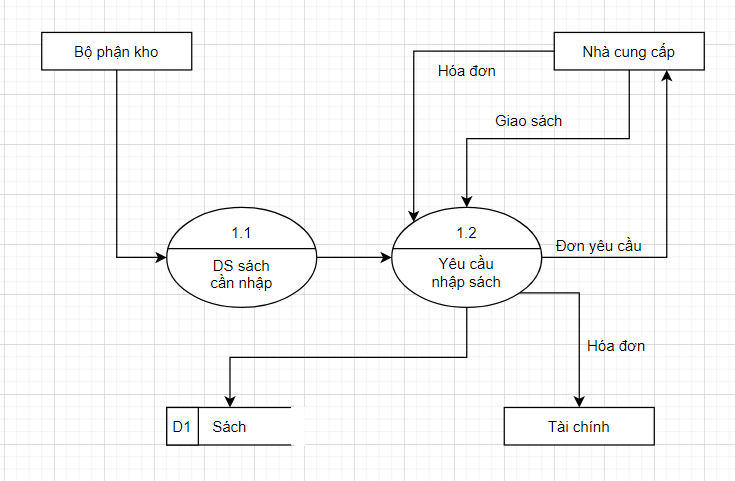 Bộ phận kho
Nhà cung cấp
Hóa đơn
Giao sách
1.1
DS sách
cần nhập
1.2
Yêu cầu
nhập sách
Đơn yêu cầu
Hóa đơn
D1 Sách
Tài chính